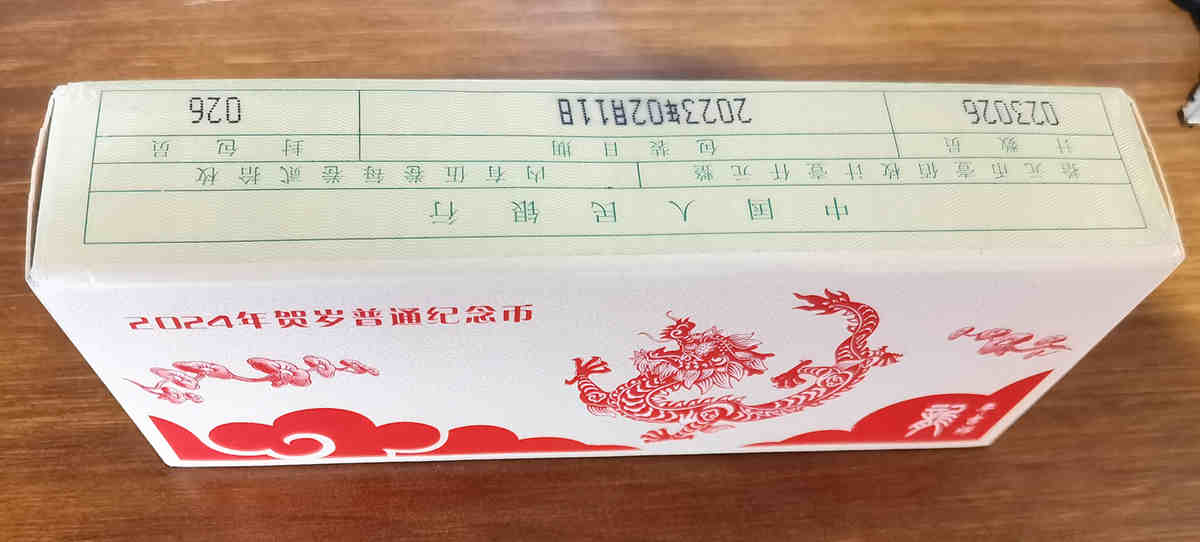 中国人民银行
拾元币壹佰枚计壹仟元整 内有伍卷每卷贰拾枚
计数员 包装日期 封包员
023026 2023年02月11日 026
2024年贺岁普通纪念币